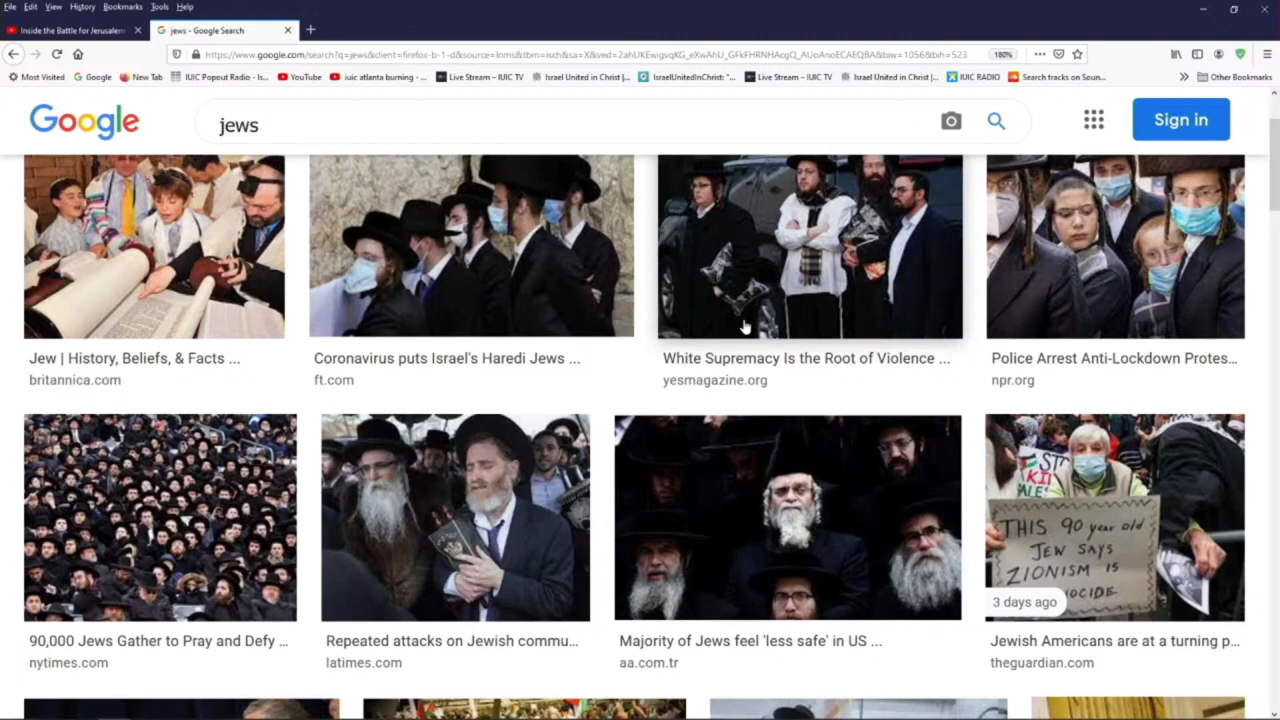 File Edit View History Bookmarks Tools Help
Inside the Battle for Jerusalem
jews - Google Search
180%
Most Visited Google New Tab IUIC Popout Radio - Is... YouTube iuic atlanta burning - ... Live Stream – IUIC TV Israel United in Christ |... IsraelUnitedInChrist: "... Live Stream – IUIC TV Israel United in Christ |... IUIC RADIO Search tracks on Soun... Other Bookmarks
Google
jews
Sign in
Jew | History, Beliefs, & Facts ...
britannica.com
Coronavirus puts Israel's Haredi Jews ...
ft.com
White Supremacy Is the Root of Violence ...
yesmagazine.org
Police Arrest Anti-Lockdown Protes...
npr.org
THIS 90 year old
JEW SAYS
ZIONISM IS
3 days ago
90,000 Jews Gather to Pray and Defy ...
nytimes.com
Repeated attacks on Jewish commu...
latimes.com
Majority of Jews feel 'less safe' in US ...
aa.com.tr
Jewish Americans are at a turning p...
theguardian.com